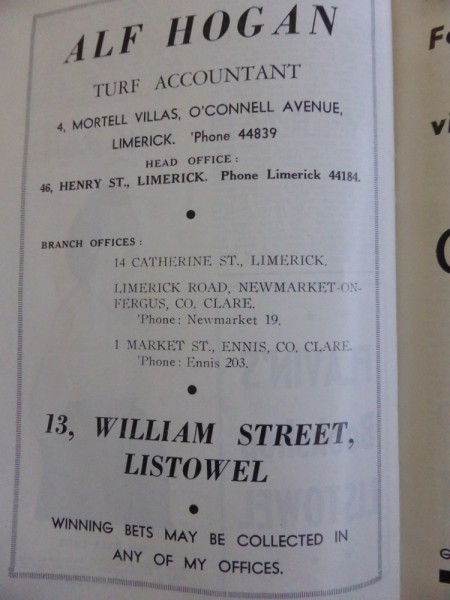 ALF HOGAN
TURF ACCOUNTANT
4, MORTELL VILLAS, O'CONNELL AVENUE,
LIMERICK. 'Phone 44839
HEAD OFFICE :
46, HENRY ST., LIMERICK. Phone Limerick 44184.
BRANCH OFFICES :
14 CATHERINE ST., LIMERICK.
LIMERICK ROAD, NEWMARKET-ON-
FERGUS, CO. CLARE.
'Phone: Newmarket 19.
1 MARKET ST., ENNIS, CO. CLARE.
'Phone: Ennis 203.
13, WILLIAM STREET,
LISTOWEL
WINNING BETS MAY BE COLLECTED IN
ANY OF MY OFFICES.